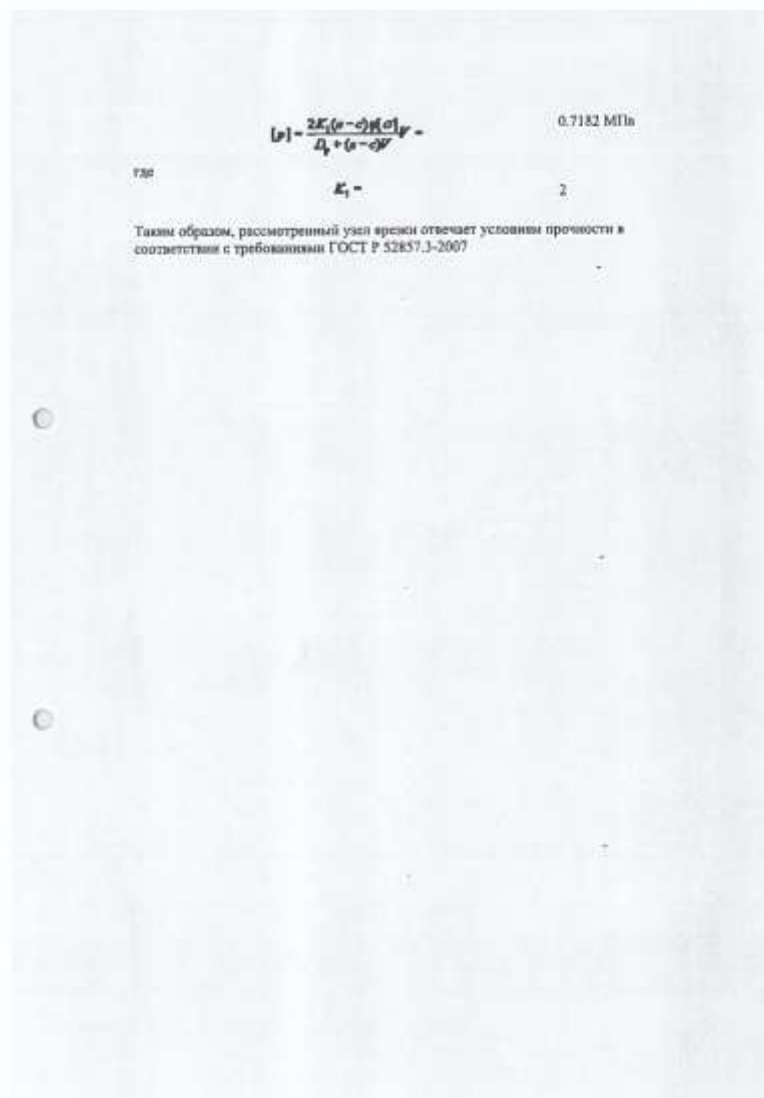 [p] = 2K₁(s−c)φ[σ] / (Dₚ + (s−c)V) V = 0.7182 МПа
где
K₁ = 2
Таким образом, рассмотренный узел врезки отвечает условиям прочности в
соответствии с требованиями ГОСТ Р 52857.3-2007